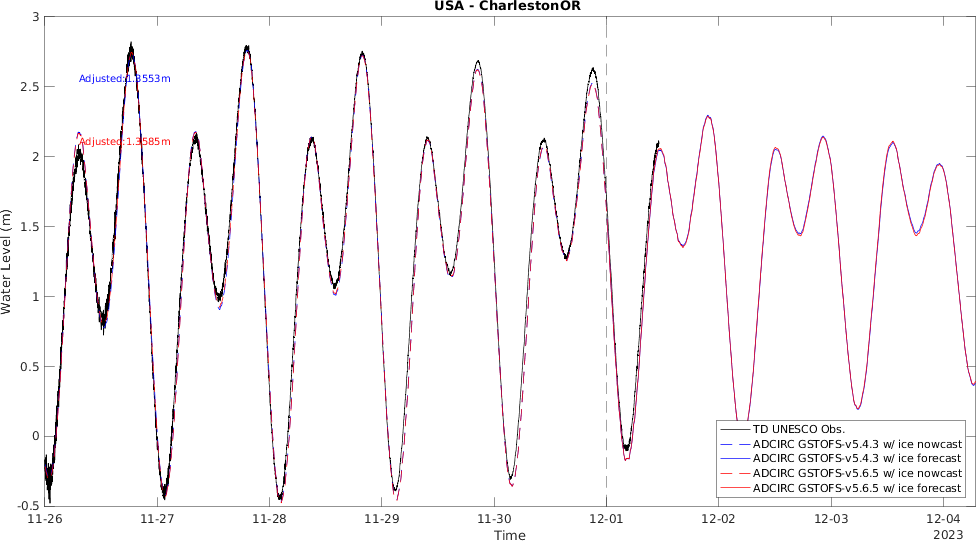 USA - CharlestonOR
3
2.5
2
1.5
1
0.5
0
-0.5
Water Level (m)
Adjusted:1.3553m
Adjusted:1.3585m
TD UNESCO Obs.
ADCIRC GSTOFS-v5.4.3 w/ ice nowcast
ADCIRC GSTOFS-v5.4.3 w/ ice forecast
ADCIRC GSTOFS-v5.6.5 w/ ice nowcast
ADCIRC GSTOFS-v5.6.5 w/ ice forecast
11-26 11-27 11-28 11-29 11-30 12-01 12-02 12-03 12-04
Time
2023